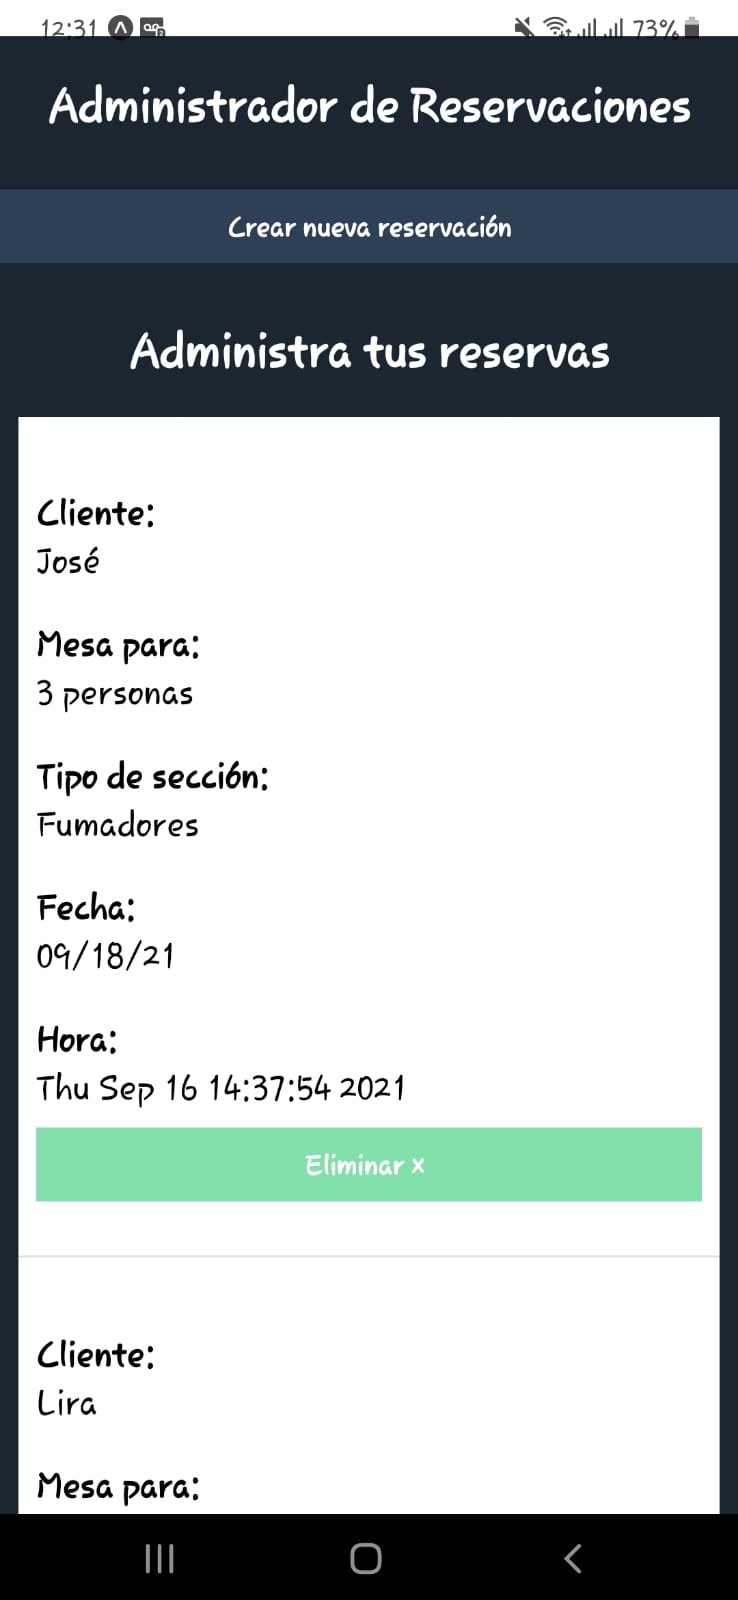 12:31 73%
Administrador de Reservaciones
Crear nueva reservación
Administra tus reservas
Cliente:
José
Mesa para:
3 personas
Tipo de sección:
Fumadores
Fecha:
09/18/21
Hora:
Thu Sep 16 14:37:54 2021
Eliminar x
Cliente:
Lira
Mesa para: